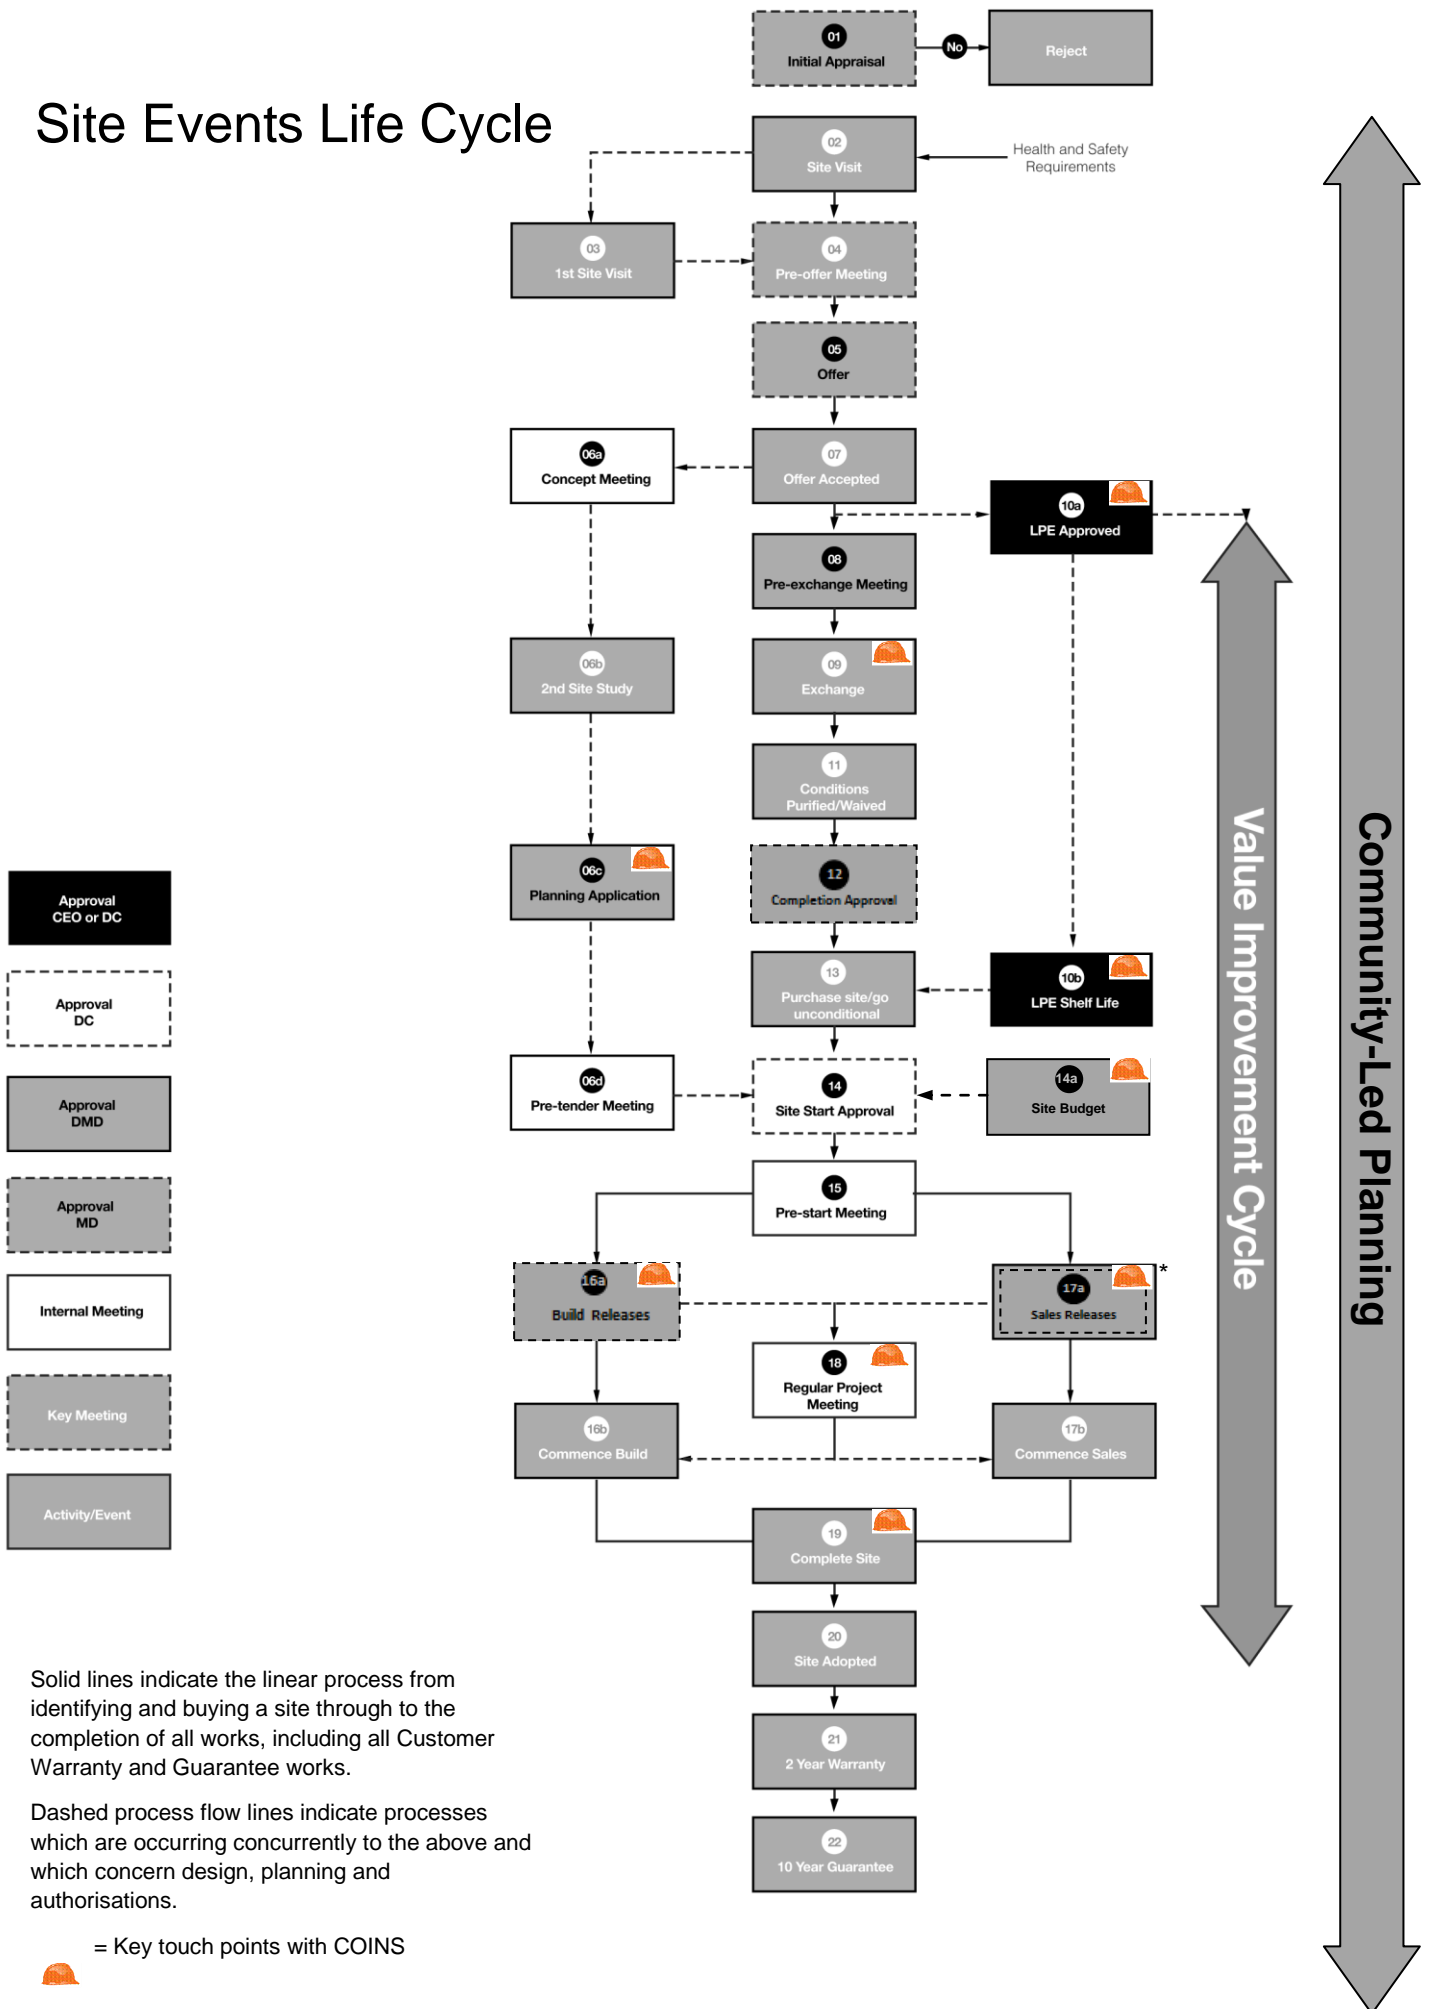 01
Initial Appraisal
No
Reject
Site Events Life Cycle
02
Site Visit
Health and Safety
Requirements
03
1st Site Visit
04
Pre-offer Meeting
05
Offer
06a
Concept Meeting
07
Offer Accepted
10a
LPE Approved
08
Pre-exchange Meeting
06b
2nd Site Study
09
Exchange
11
Conditions
Purified/Waived
06c
Planning Application
12
Completion Approval
13
Purchase site/go
unconditional
10b
LPE Shelf Life
06d
Pre-tender Meeting
14
Site Start Approval
14a
Site Budget
15
Pre-start Meeting
16a
Build Releases
17a
Sales Releases
*
18
Regular Project
Meeting
16b
Commence Build
17b
Commence Sales
19
Complete Site
20
Site Adopted
21
2 Year Warranty
22
10 Year Guarantee
Value Improvement Cycle
Community-Led Planning
Approval
CEO or DC
Approval
DC
Approval
DMD
Approval
MD
Internal Meeting
Key Meeting
Activity/Event
Solid lines indicate the linear process from
identifying and buying a site through to the
completion of all works, including all Customer
Warranty and Guarantee works.
Dashed process flow lines indicate processes
which are occurring concurrently to the above and
which concern design, planning and
authorisations.
= Key touch points with COINS